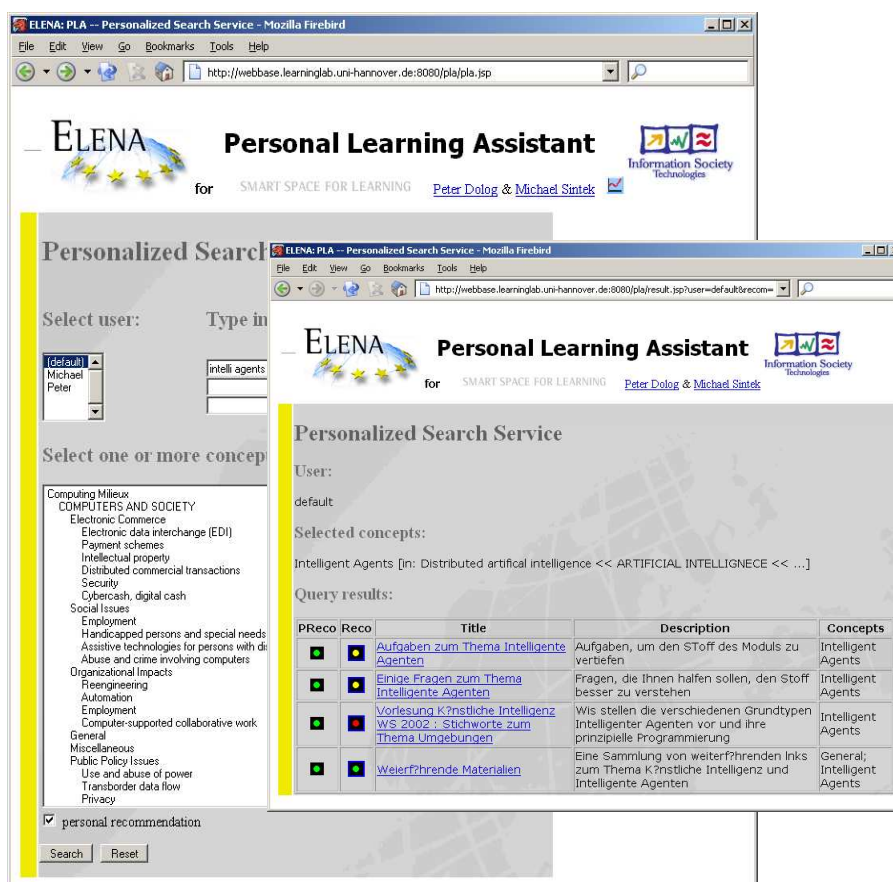 ELENA: PLA -- Personalized Search Service - Mozilla Firebird
File Edit View Go Bookmarks Tools Help
http://webbase.learninglab.uni-hannover.de:8080/pla/pla.jsp
ELENA
Personal Learning Assistant
for SMART SPACE FOR LEARNING Peter Dolog & Michael Sintek
Information Society
Technologies
Personalized Search
Select user: Type in
(default)
Michael
Peter
intelli agents
Select one or more concep
Computing Milieux
COMPUTERS AND SOCIETY
Electronic Commerce
Electronic data interchange (EDI)
Payment schemes
Intellectual property
Distributed commercial transactions
Security
Cybercash, digital cash
Social Issues
Employment
Handicapped persons and special needs
Assistive technologies for persons with di
Abuse and crime involving computers
Organizational Impacts
Reengineering
Automation
Employment
Computer-supported collaborative work
General
Miscellaneous
Public Policy Issues
Use and abuse of power
Transborder data flow
Privacy
personal recommendation
Search Reset
ELENA: PLA -- Personalized Search Service - Mozilla Firebird
File Edit View Go Bookmarks Tools Help
http://webbase.learninglab.uni-hannover.de:8080/pla/result.jsp?user=default&recom=
ELENA
Personal Learning Assistant
for SMART SPACE FOR LEARNING Peter Dolog & Michael Sintek
Information Society
Technologies
Personalized Search Service
User:
default
Selected concepts:
Intelligent Agents [in: Distributed artifical intelligence << ARTIFICIAL INTELLIGNECE << ...]
Query results:
PReco Reco Title Description Concepts
Aufgaben zum Thema Intelligente Aufgaben, um den SToff des Moduls zu Intelligent
Agenten vertiefen Agents
Einige Fragen zum Thema Fragen, die Ihnen halfen sollen, den Stoff Intelligent
Intelligente Agenten besser zu verstehen Agents
Vorlesung K?nstliche Intelligenz Wis stellen die verschiedenen Grundtypen Intelligent
WS 2002 : Stichworte zum Intelligenter Agenten vor und ihre Agents
Thema Umgebungen prinzipielle Programmierung
Weierf?hrende Materialien Eine Sammlung von weiterf?hrenden lnks General;
zum Thema K?nstliche Intelligenz und Intelligent
Intelligente Agenten Agents